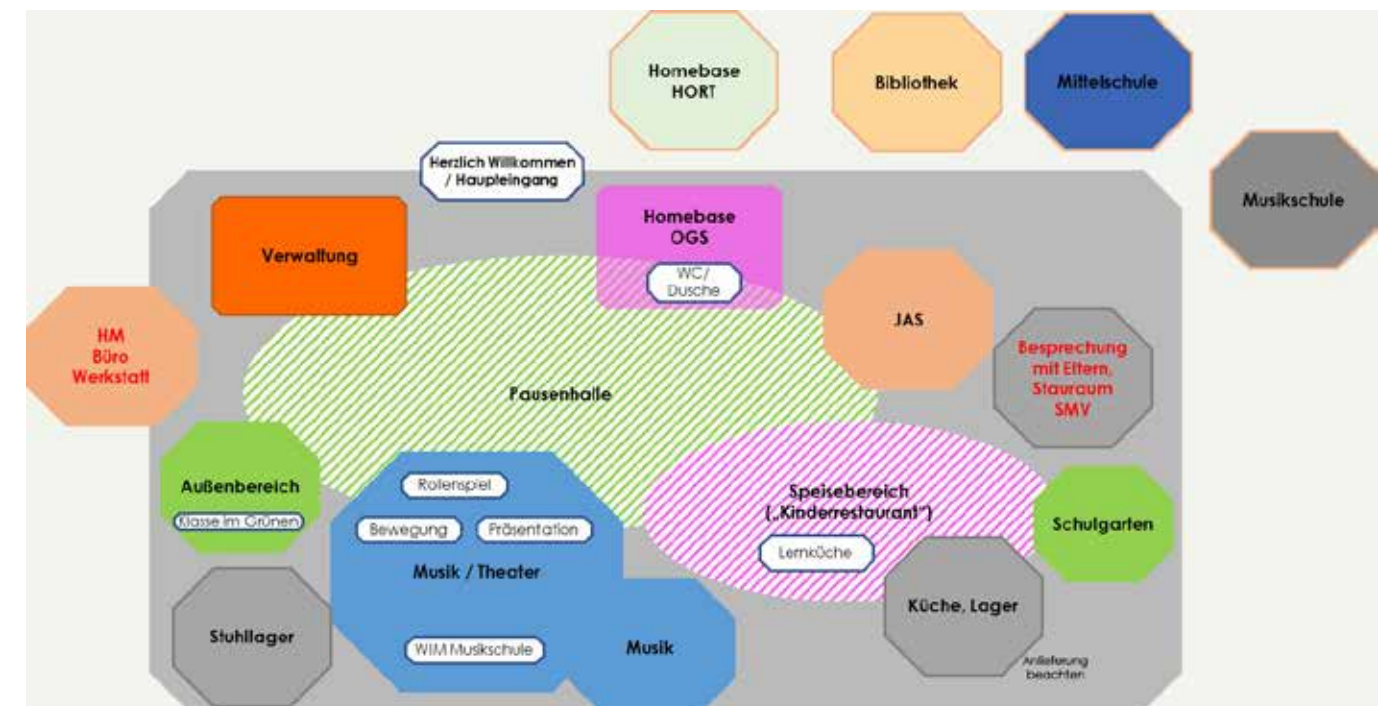 Homebase
HORT
Bibliothek
Mittelschule
Musikschule
Herzlich Willkommen
/ Haupteingang
Verwaltung
Homebase
OGS
WC/
Dusche
JAS
HM
Büro
Werkstatt
Besprechung
mit Eltern,
Stauraum
SMV
Pausenhalle
Außenbereich
Klasse im Grünen
Rollenspiel
Bewegung
Präsentation
Musik / Theater
WIM Musikschule
Musik
Speisebereich
(„Kinderrestaurant")
Lernküche
Schulgarten
Küche, Lager
Anlieferung
beachten
Stuhllager